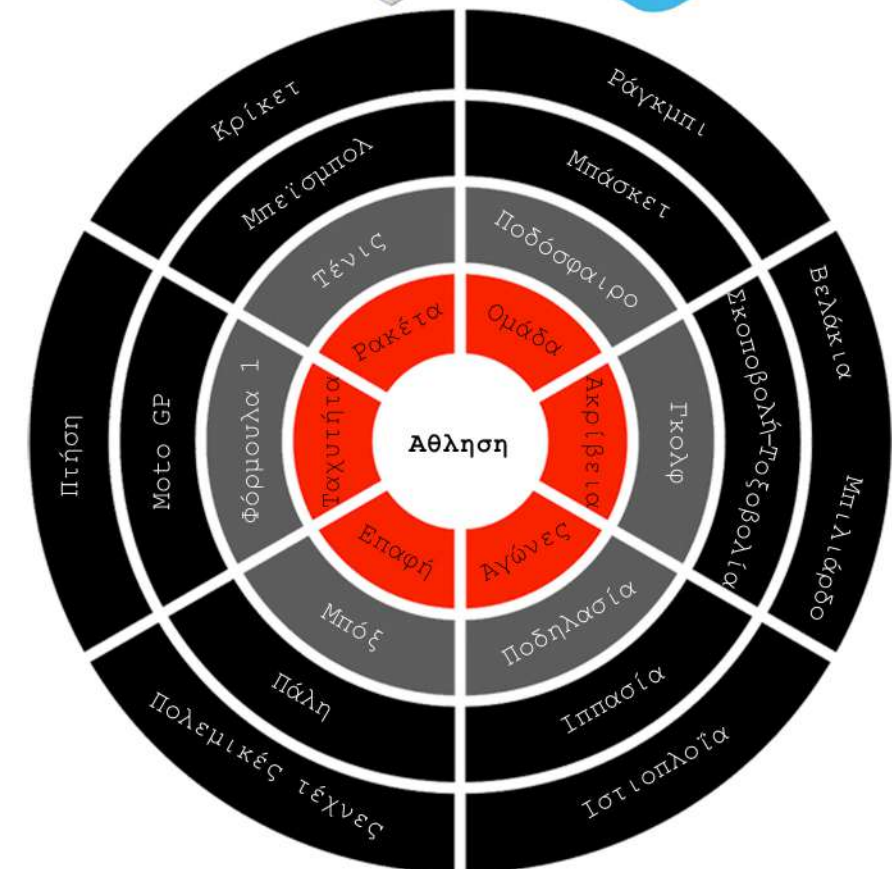 Αθληση
Ομάδα
Ποδόσφαιρο
Μπάσκετ
Ράγκμπι
Ακρίβεια
Γκολφ
Σκοποβολή-Τοξοβολία
Βελάκια
Μπιλιάρδο
Αγώνες
Ποδηλασία
Ιππασία
Ιστιοπλοΐα
Επαφή
Μπόξ
Πάλη
Πολεμικές τέχνες
Ταχυτήτα
Φόρμουλα 1
Moto GP
Πτήση
Ρακέτα
Τένις
Μπεϊσμπολ
Κρίκετ